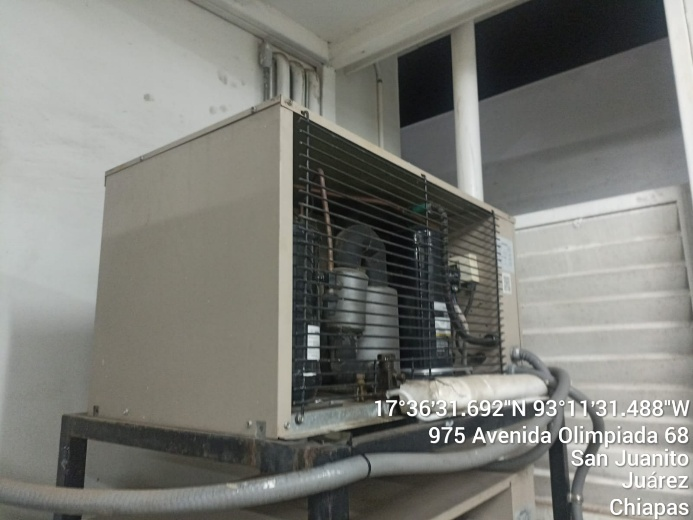 17°36'31.692"N 93°11'31.488"W
975 Avenida Olimpiada 68
San Juanito
Juárez
Chiapas